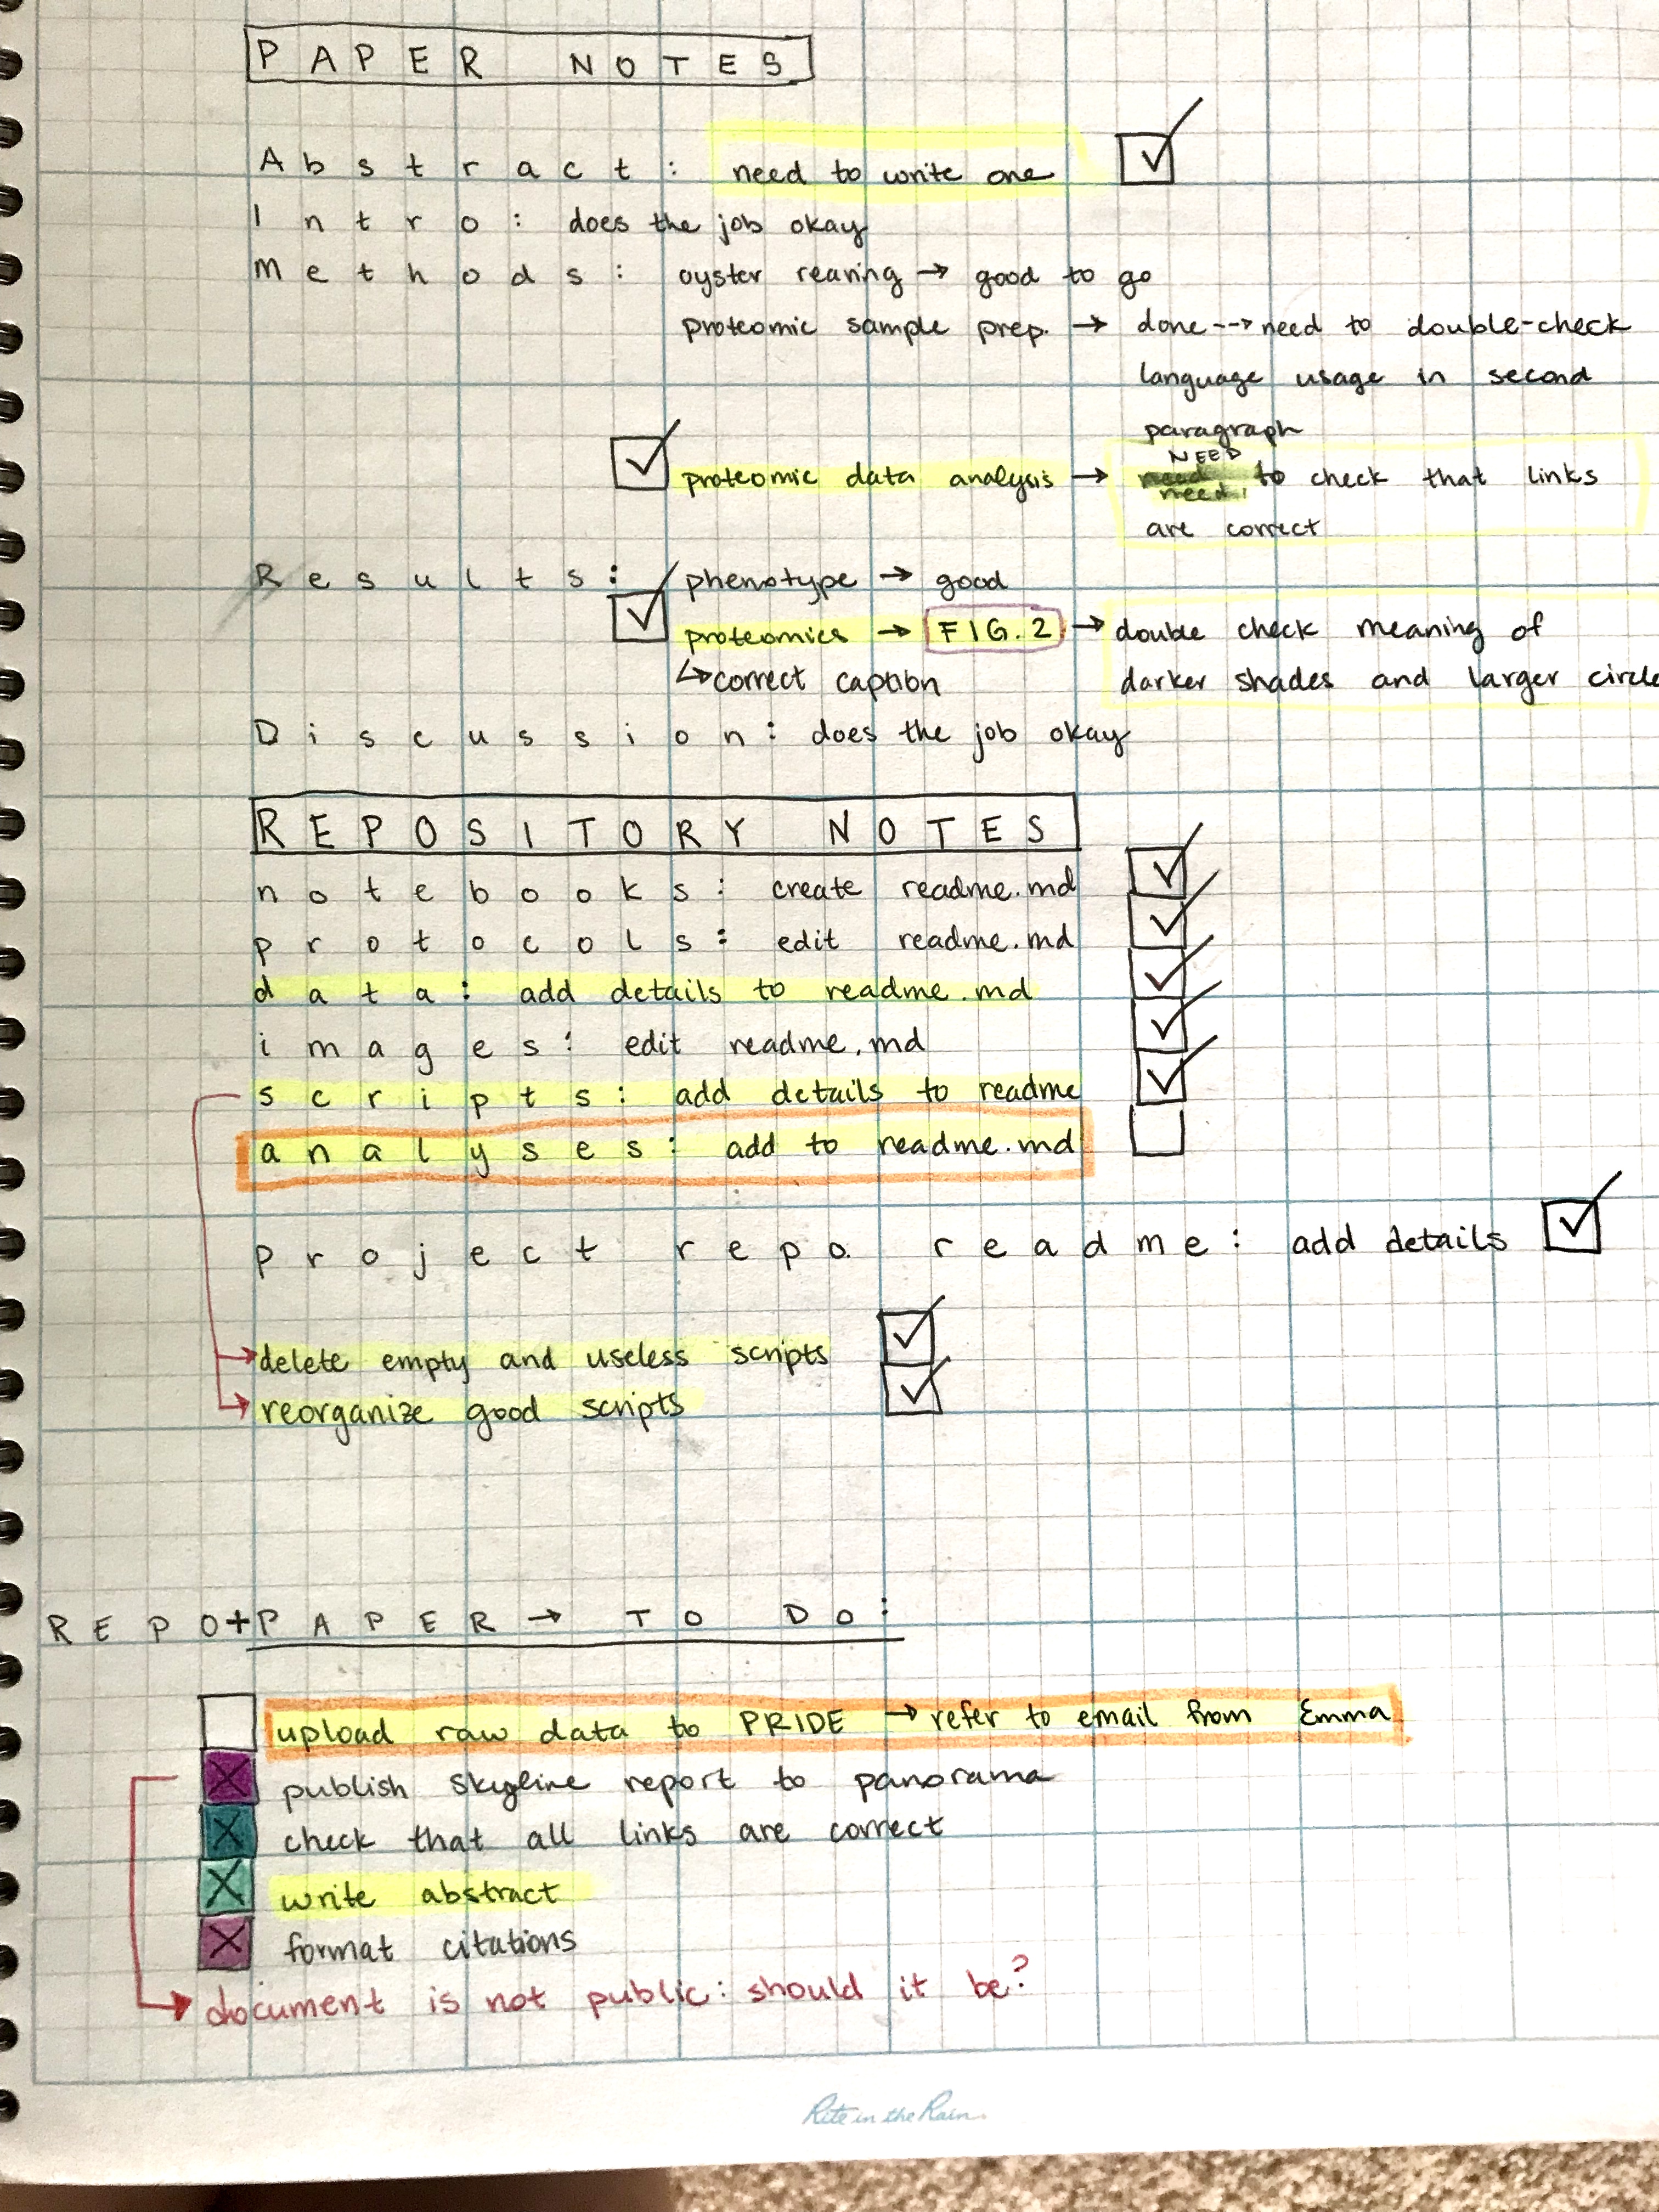 PAPER NOTES
Abstract: need to write one
Intro: does the job okay
Methods: oyster rearing → good to go
proteomic sample prep. → done --> need to double-check
language usage in second
paragraph
NEED
proteomic data analysis → need to check that links
need!
are correct
Results: phenotype → good
proteomics → FIG. 2 → double check meaning of
↳ correct caption darker shades and larger circle
Discussion: does the job okay
REPOSITORY NOTES
notebooks: create readme.md
protocols: edit readme.md
data: add details to readme.md
images: edit readme.md
scripts: add details to readme
analyses: add to readme.md
project repo. readme: add details
delete empty and useless scripts
reorganize good scripts
REPO+PAPER → TO DO:
upload raw data to PRIDE → refer to email from Emma
publish skyline report to panorama
check that all links are correct
write abstract
format citations
document is not public: should it be?
Rite in the Rain.